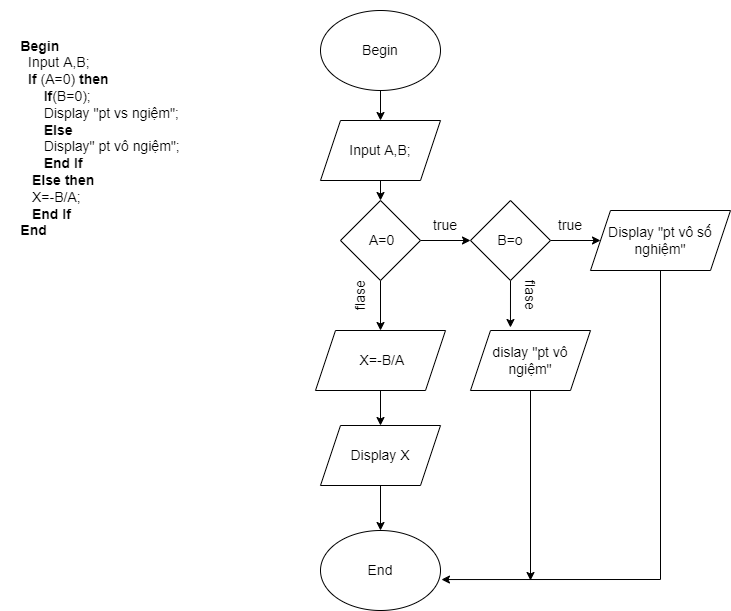 Begin
Input A,B;
If (A=0) then
If(B=0);
Display "pt vs ngiệm";
Else
Display" pt vô ngiệm";
End If
Else then
X=-B/A;
End If
End
Begin
Input A,B;
A=0
true
B=o
true
Display "pt vô số
nghiệm"
flase
flase
X=-B/A
dislay "pt vô
ngiệm"
Display X
End